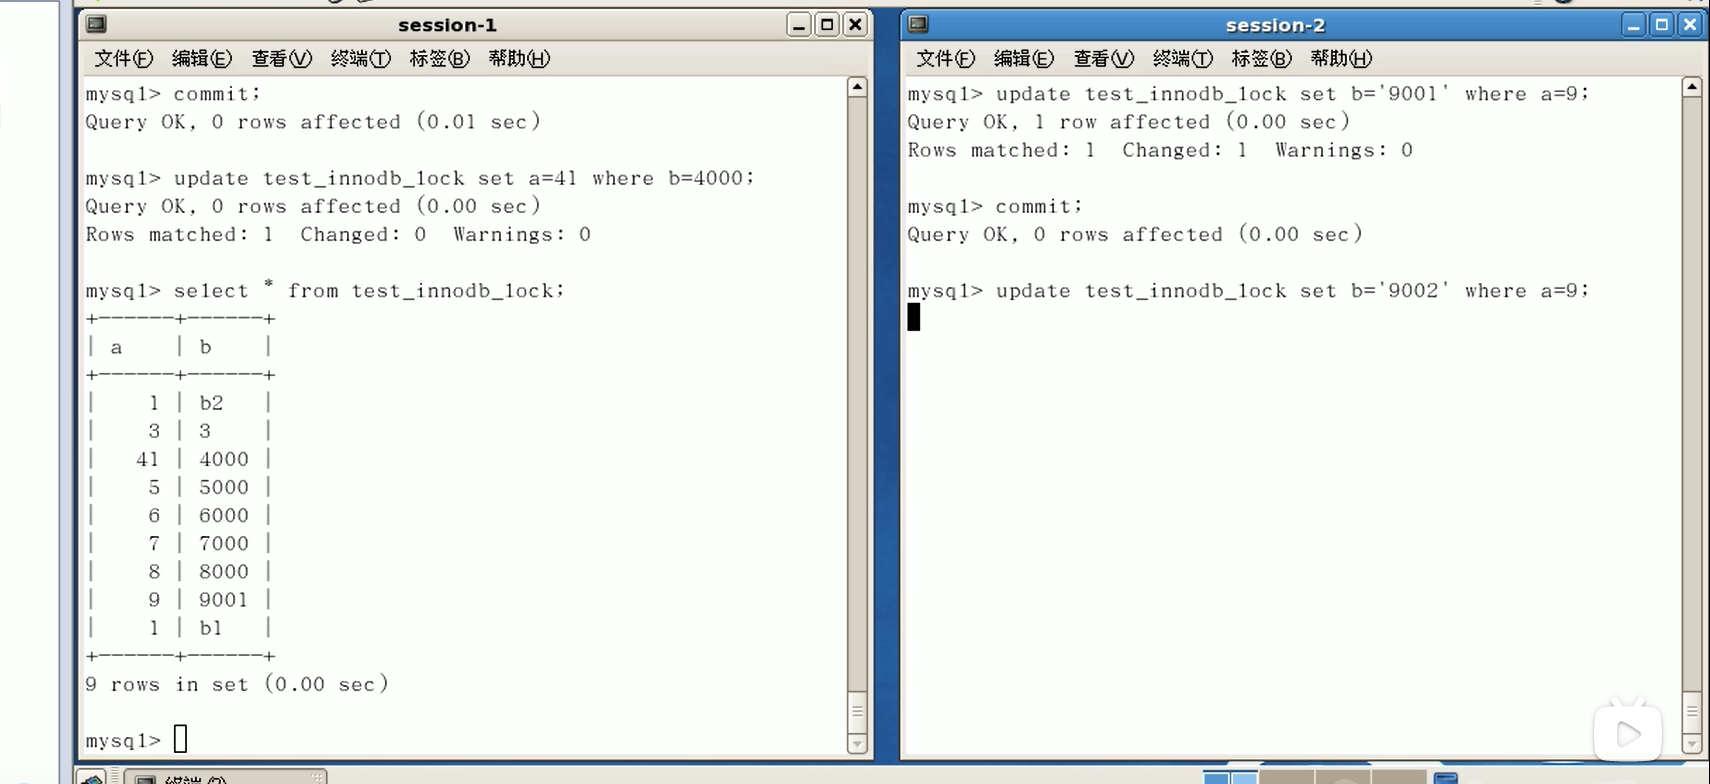 session-1
文件(F) 编辑(E) 查看(V) 终端(T) 标签(B) 帮助(H)
mysql> commit;
Query OK, 0 rows affected (0.01 sec)
mysql> update test_innodb_lock set a=41 where b=4000;
Query OK, 0 rows affected (0.00 sec)
Rows matched: 1  Changed: 0  Warnings: 0
mysql> select * from test_innodb_lock;
+------+------+
| a    | b    |
+------+------+
|    1 | b2   |
|    3 | 3    |
|   41 | 4000 |
|    5 | 5000 |
|    6 | 6000 |
|    7 | 7000 |
|    8 | 8000 |
|    9 | 9001 |
|    1 | b1   |
+------+------+
9 rows in set (0.00 sec)
mysql>
session-2
文件(F) 编辑(E) 查看(V) 终端(T) 标签(B) 帮助(H)
mysql> update test_innodb_lock set b='9001' where a=9;
Query OK, 1 row affected (0.00 sec)
Rows matched: 1  Changed: 1  Warnings: 0
mysql> commit;
Query OK, 0 rows affected (0.00 sec)
mysql> update test_innodb_lock set b='9002' where a=9;